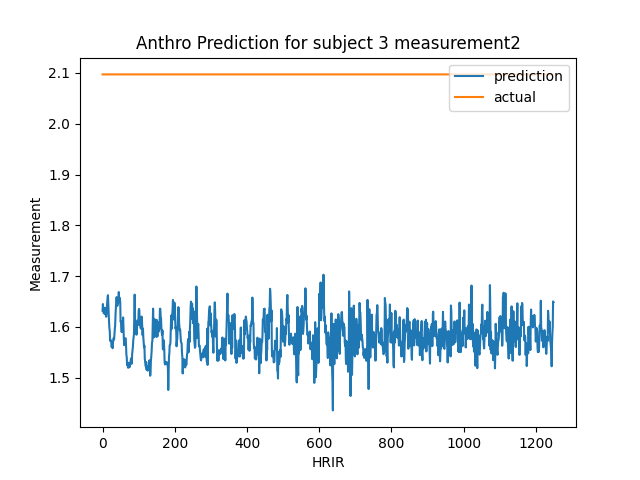 Anthro Prediction for subject 3 measurement2
prediction
actual
2.1
2.0
1.9
1.8
1.7
1.6
1.5
Measurement
0 200 400 600 800 1000 1200
HRIR